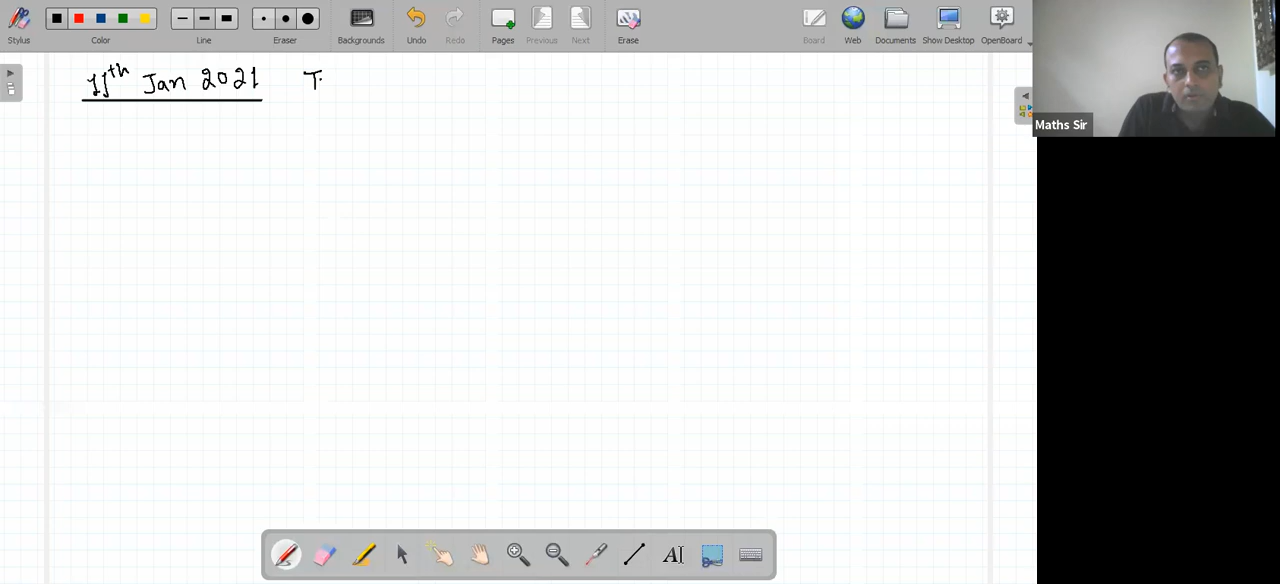 Stylus
Color
Line
Eraser
Backgrounds
Undo
Redo
Pages
Previous
Next
Erase
Board
Web
Documents
Show Desktop
OpenBoard
Jan 2021 T
Maths Sir